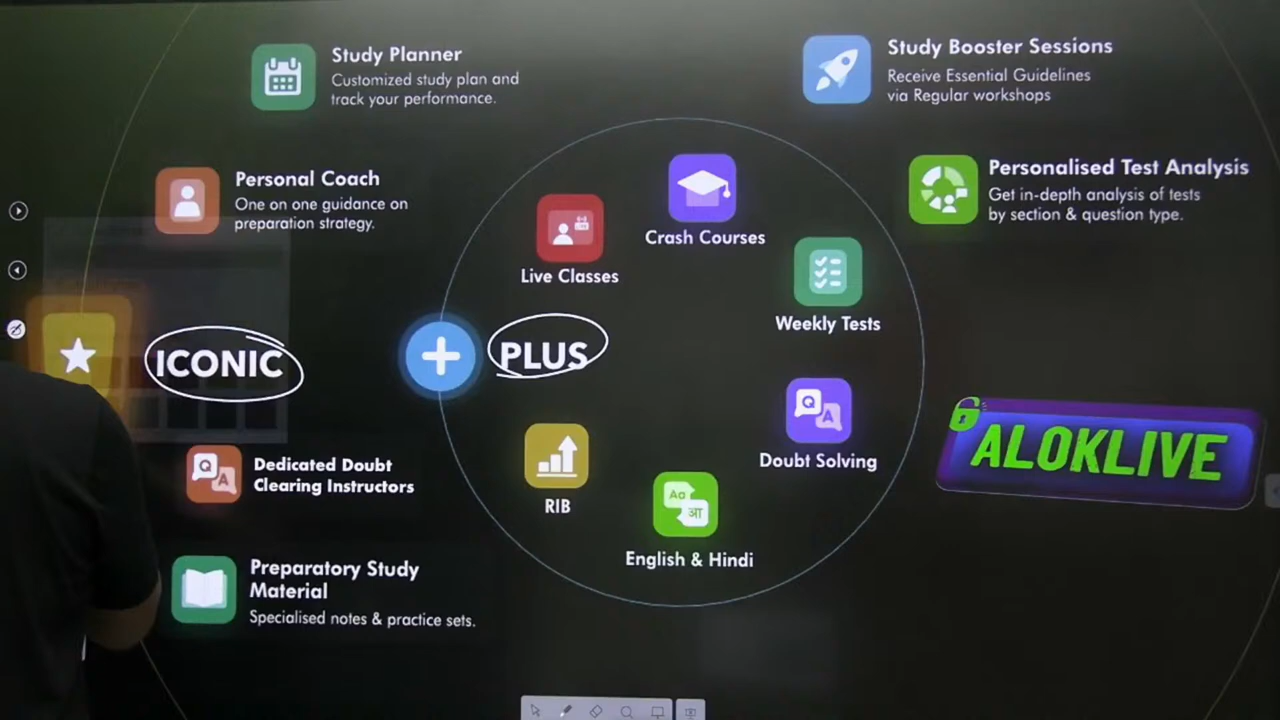 Study Planner
Customized study plan and
track your performance.
Study Booster Sessions
Receive Essential Guidelines
via Regular workshops
Personal Coach
One on one guidance on
preparation strategy.
Personalised Test Analysis
Get in-depth analysis of tests
by section & question type.
Crash Courses
Live Classes
Weekly Tests
ICONIC
PLUS
ALOKLIVE
Q
A
Doubt Solving
Q
A
Dedicated Doubt
Clearing Instructors
RIB
Aa
आ
English & Hindi
Preparatory Study
Material
Specialised notes & practice sets.